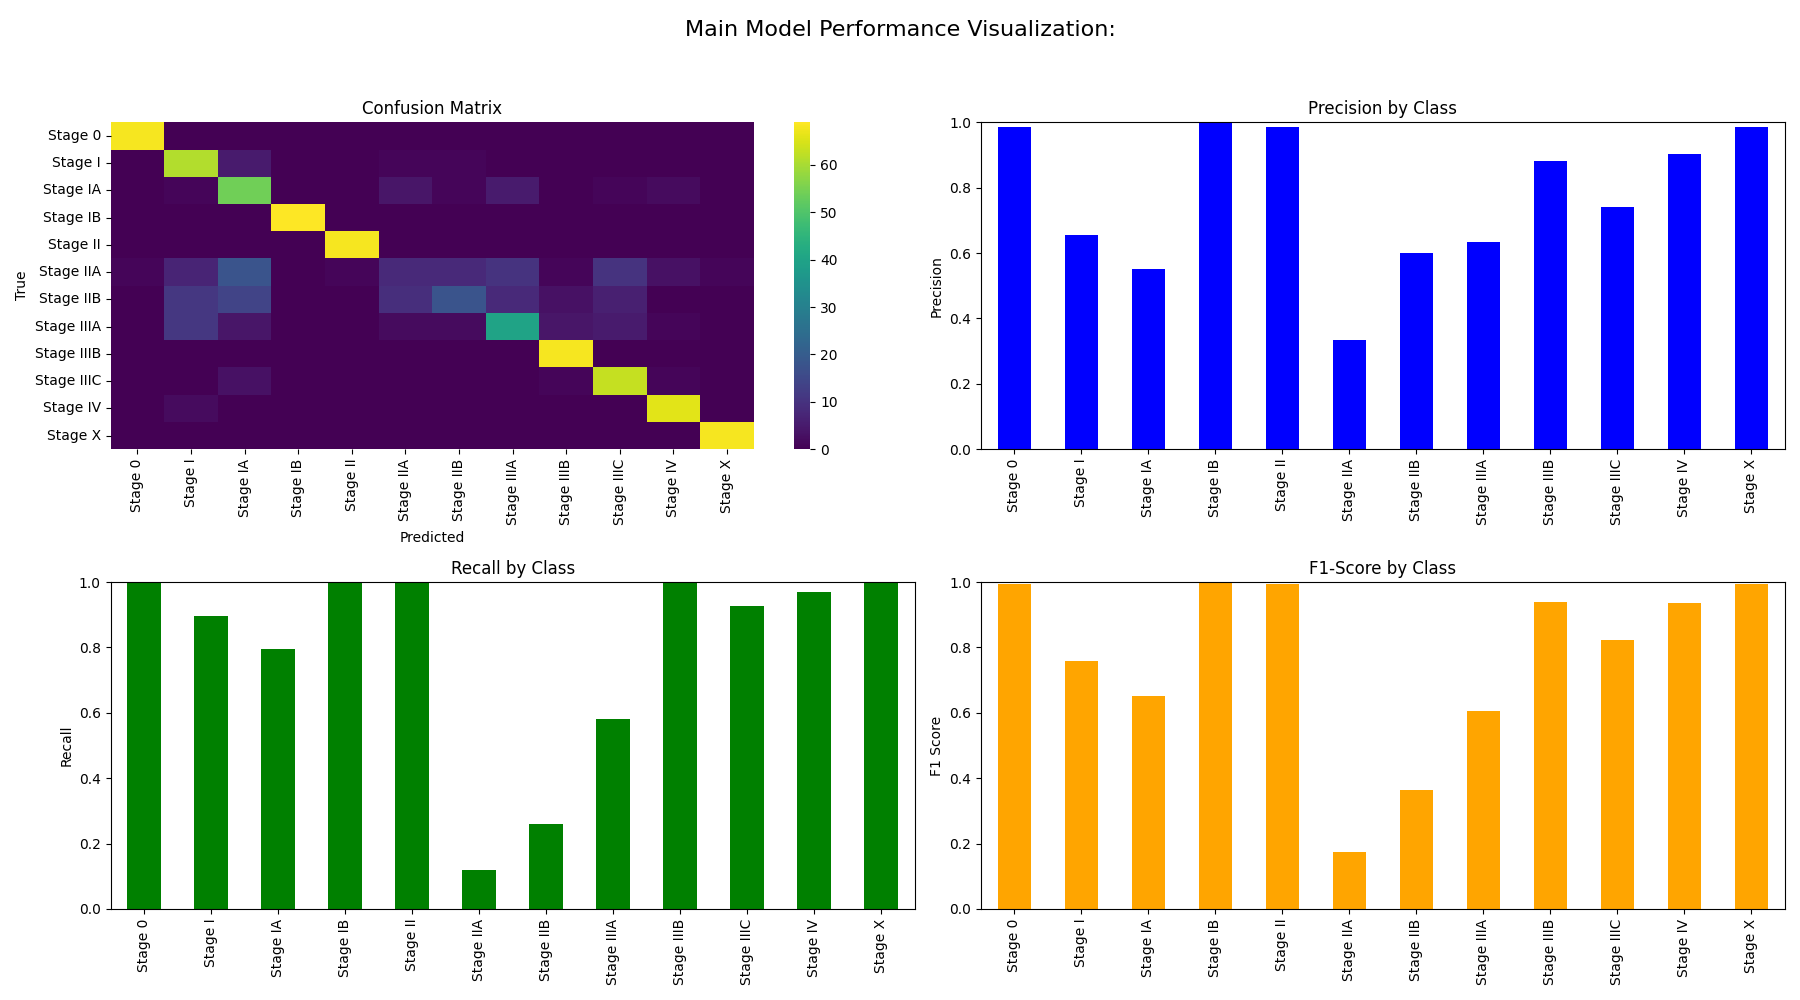 Main Model Performance Visualization:
Confusion Matrix
True
Stage 0
Stage I
Stage IA
Stage IB
Stage II
Stage IIA
Stage IIB
Stage IIIA
Stage IIIB
Stage IIIC
Stage IV
Stage X
Stage 0
Stage I
Stage IA
Stage IB
Stage II
Stage IIA
Stage IIB
Stage IIIA
Stage IIIB
Stage IIIC
Stage IV
Stage X
Predicted
60
50
40
30
20
10
0
Precision by Class
Precision
1.0
0.8
0.6
0.4
0.2
0.0
Stage 0
Stage I
Stage IA
Stage IB
Stage II
Stage IIA
Stage IIB
Stage IIIA
Stage IIIB
Stage IIIC
Stage IV
Stage X
Recall by Class
Recall
1.0
0.8
0.6
0.4
0.2
0.0
Stage 0
Stage I
Stage IA
Stage IB
Stage II
Stage IIA
Stage IIB
Stage IIIA
Stage IIIB
Stage IIIC
Stage IV
Stage X
F1-Score by Class
F1 Score
1.0
0.8
0.6
0.4
0.2
0.0
Stage 0
Stage I
Stage IA
Stage IB
Stage II
Stage IIA
Stage IIB
Stage IIIA
Stage IIIB
Stage IIIC
Stage IV
Stage X